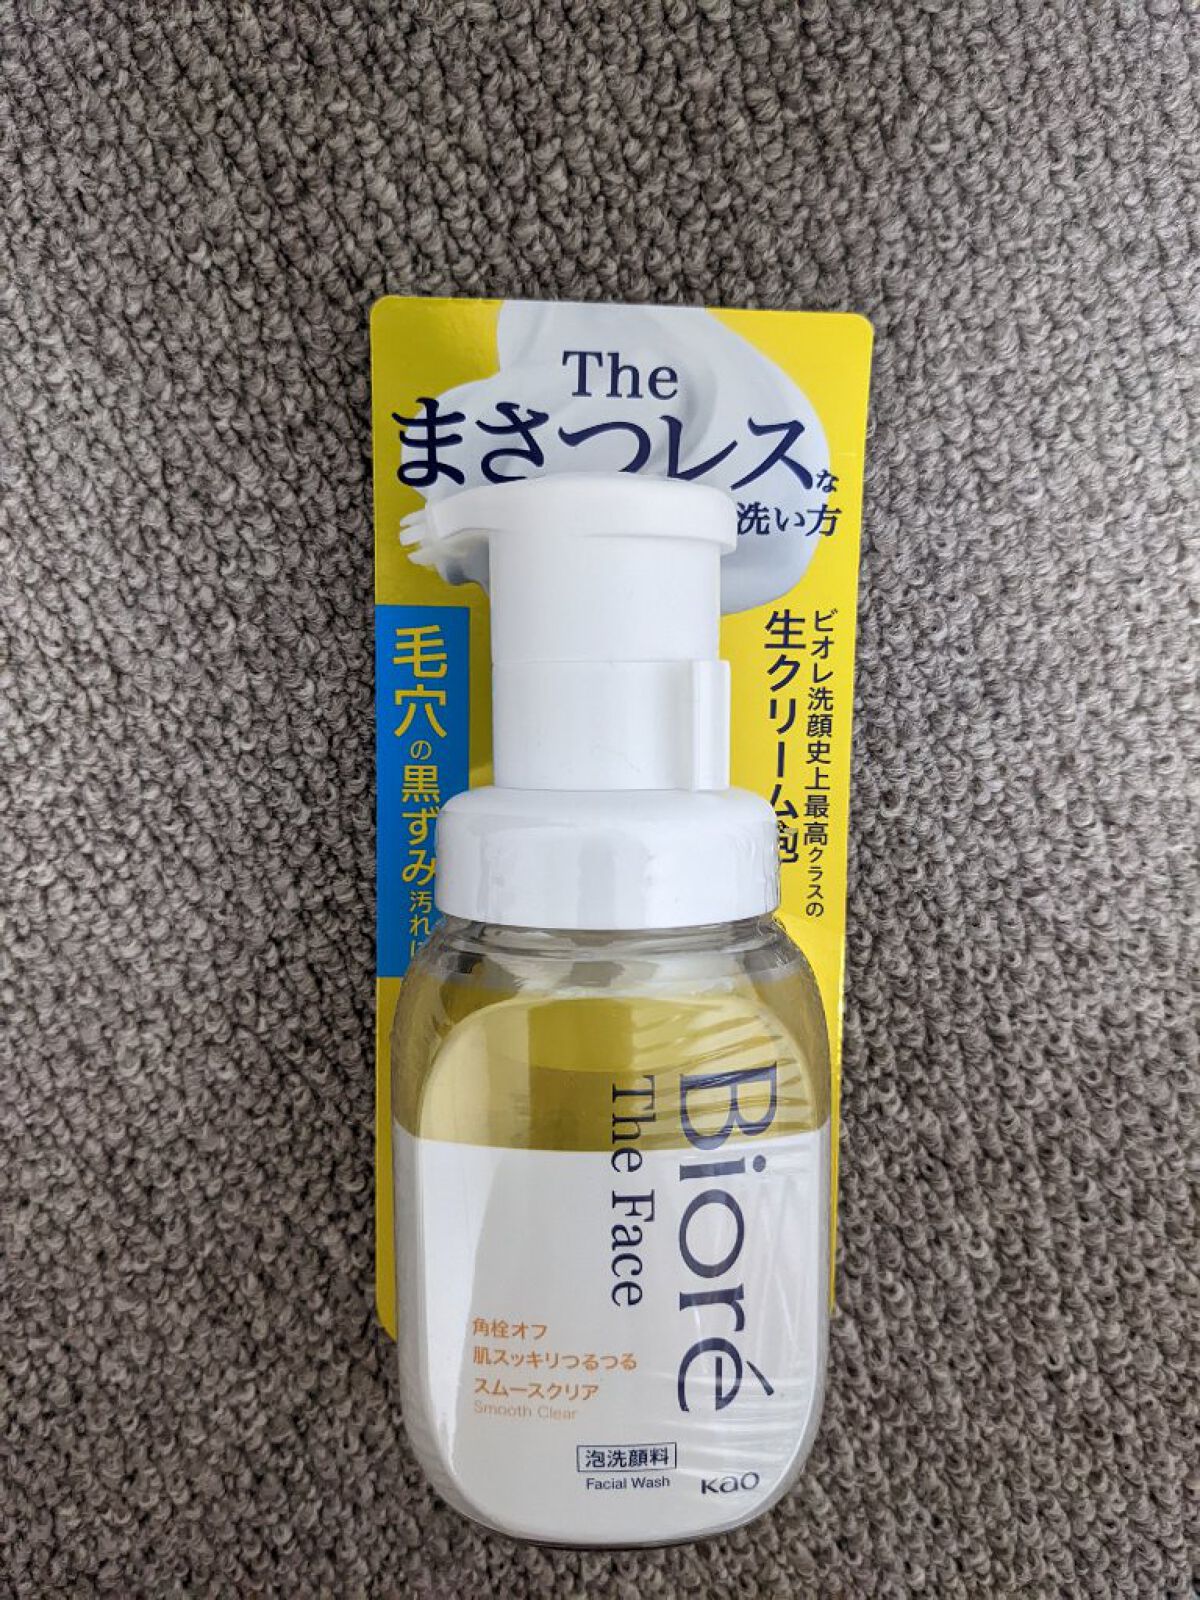 The
まさつレスな
洗い方
ビオレ洗顔史上最高クラスの
生クリーム泡
毛穴の黒ずみ汚れに
Bioré
The Face
角栓オフ
肌スッキリつるつる
スムースクリア
Smooth Clear
泡洗顔料
Facial Wash
Kao